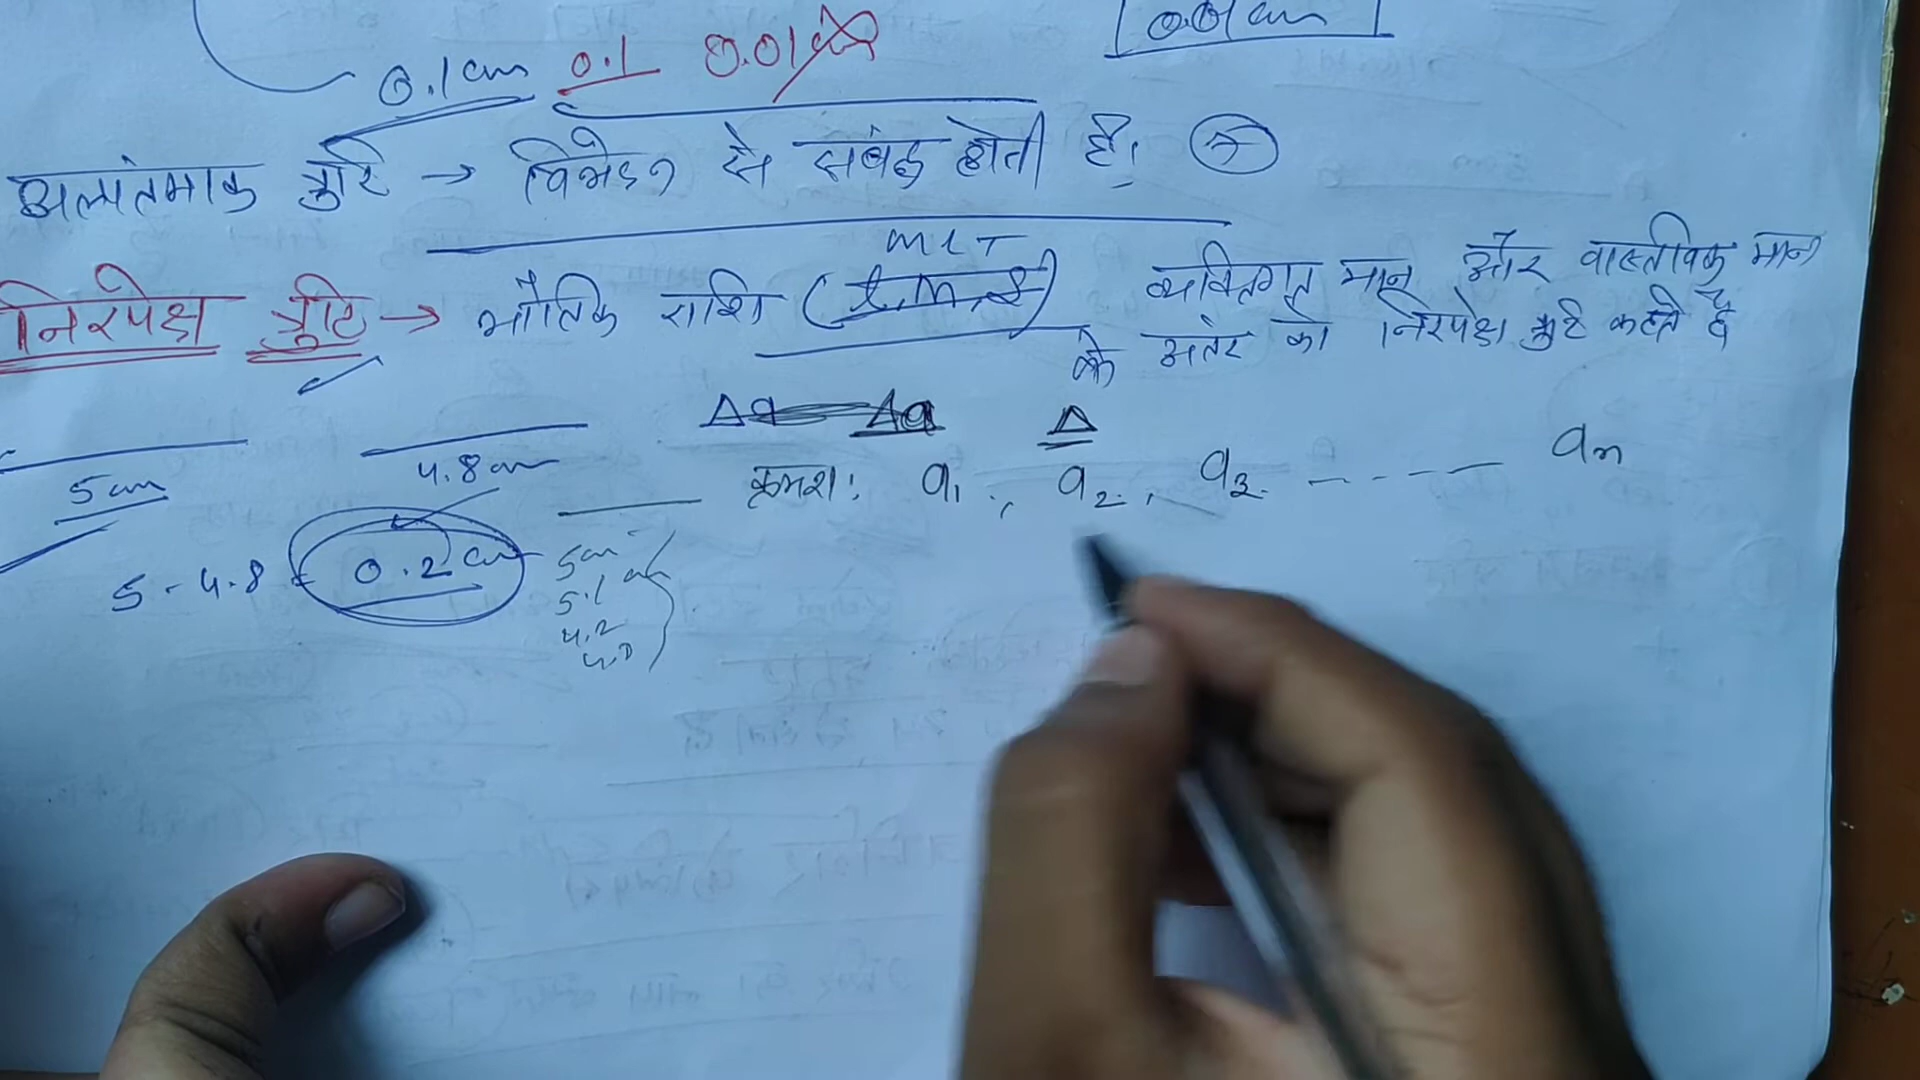 0.01cm
0.1cm 0.1 0.01
अल्पतमांक त्रुटि → विभेदन से संबंद्ध होती है।
MLT
निरपेक्ष त्रुटि → भौतिक राशि ( व्यक्तिगत मान और वास्तविक मान
के अतंर को निरपेक्ष त्रुटि कहते है
Δa Δa Δ
5cm 4.8cm क्रमश: a₁, a₂, a₃ ---- aₙ
5-4.8 = 0.2cm 5cm
5.1cm
4.2